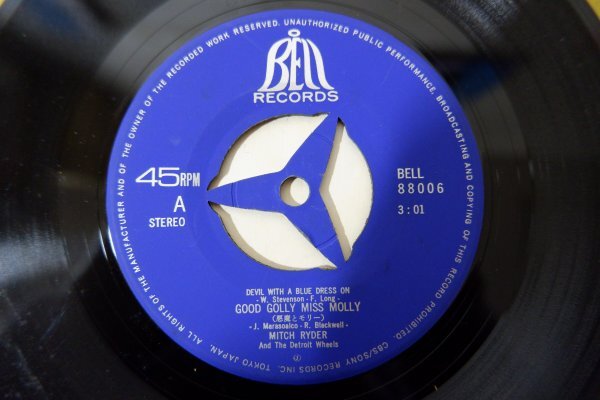 BELL
RECORDS
45RPM
A
STEREO
BELL
88006
3:01
DEVIL WITH A BLUE DRESS ON
- W. Stevenson - F. Long -
GOOD GOLLY MISS MOLLY
(悪魔とモリー)
- J. Marasoalco - R. Blackwell -
MITCH RYDER
And The Detroit Wheels
ALL RIGHTS OF THE MANUFACTURER AND OF THE OWNER OF THE RECORDED WORK RESERVED. UNAUTHORIZED PUBLIC PERFORMANCE, BROADCASTING AND COPYING OF THIS RECORD PROHIBITED. CBS/SONY RECORDS INC. TOKYO JAPAN,